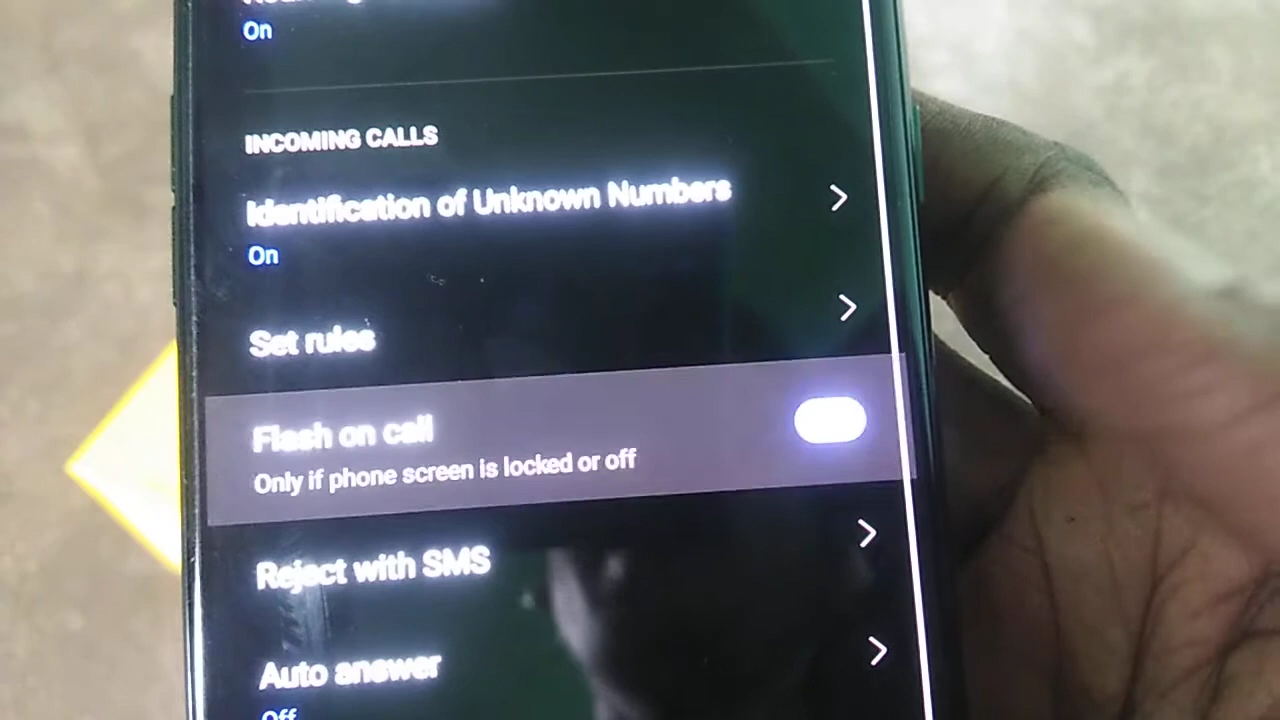 On
INCOMING CALLS
Identification of Unknown Numbers
On
Set rules
Flash on call
Only if phone screen is locked or off
Reject with SMS
Auto answer
Off